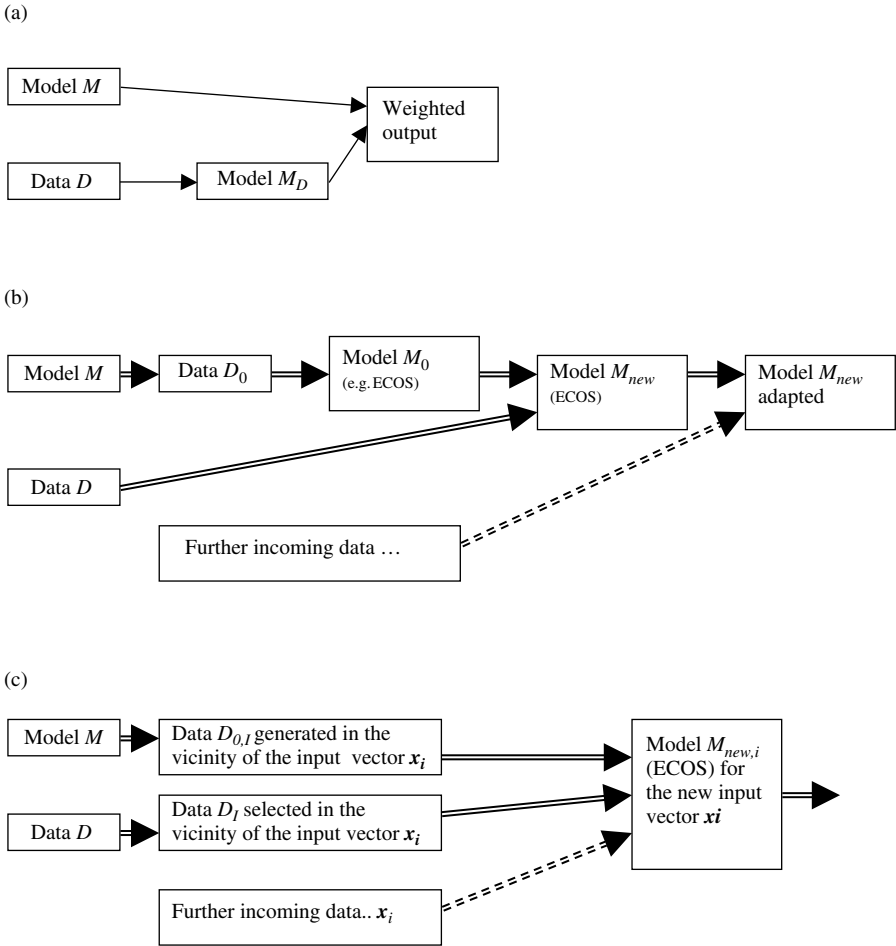 (a)
Model M
Weighted
output
Data D
Model M_D
(b)
Model M
Data D_0
Model M_0
(e.g. ECOS)
Model M_new
(ECOS)
Model M_new
adapted
Data D
Further incoming data …
(c)
Model M
Data D_0,I generated in the
vicinity of the input vector x_i
Data D
Data D_I selected in the
vicinity of the input vector x_i
Further incoming data.. x_i
Model M_new,i
(ECOS) for
the new input
vector xi